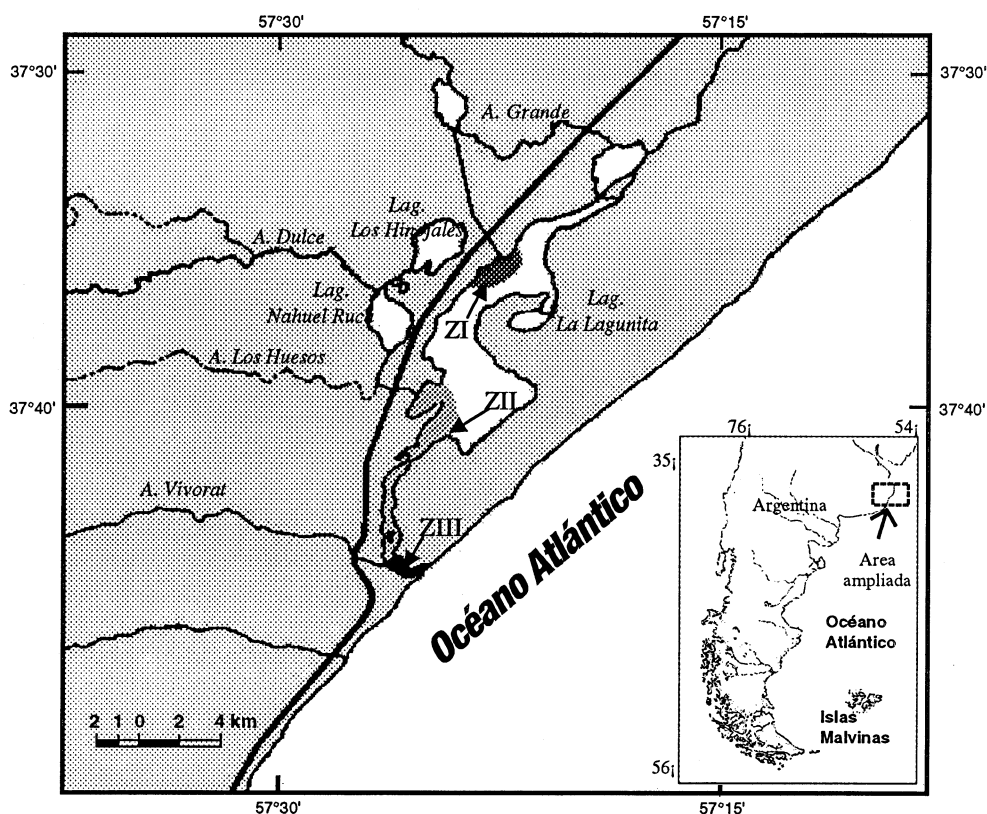 57°30'
57°15'
37°30'
37°30'
A. Grande
Lag.
Los Hinojales
A. Dulce
Lag.
Nahuel Ruca
Lag.
La Lagunita
ZI
A. Los Huesos
ZII
37°40'
37°40'
A. Vivorat
ZIII
Océano Atlántico
2 1 0 2 4 km
76¡
54¡
35¡
Argentina
Area
ampliada
Océano
Atlántico
Islas
Malvinas
56¡
57°30'
57°15'